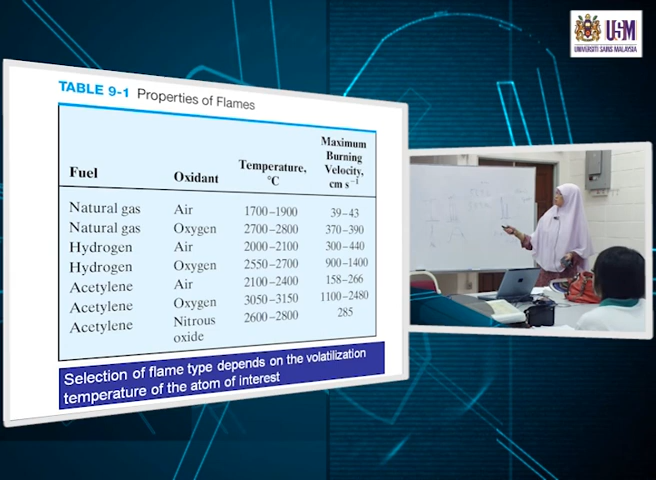 USM
UNIVERSITI SAINS MALAYSIA
TABLE 9-1 Properties of Flames
Fuel Oxidant Temperature, °C Maximum Burning Velocity, cm s⁻¹
Natural gas Air 1700–1900 39–43
Natural gas Oxygen 2700–2800 370–390
Hydrogen Air 2000–2100 300–440
Hydrogen Oxygen 2550–2700 900–1400
Acetylene Air 2100–2400 158–266
Acetylene Oxygen 3050–3150 1100–2480
Acetylene Nitrous oxide 2600–2800 285
Selection of flame type depends on the volatilization
temperature of the atom of interest